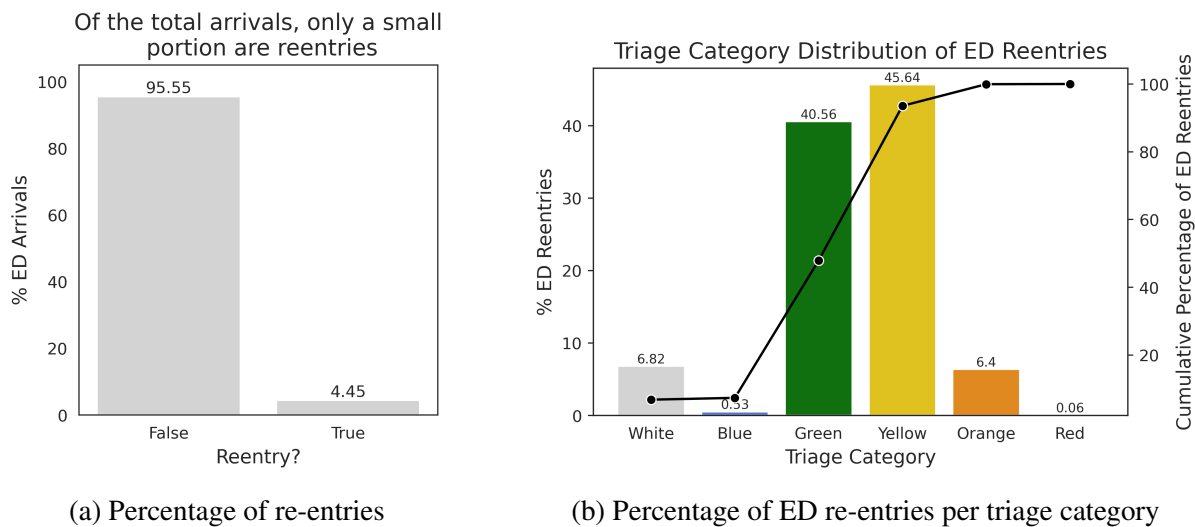 Of the total arrivals, only a small
portion are reentries
100
80
60
40
20
0
% ED Arrivals
95.55
4.45
False
True
Reentry?
(a) Percentage of re-entries
Triage Category Distribution of ED Reentries
40
30
20
10
0
% ED Reentries
6.82
0.53
40.56
45.64
6.4
0.06
100
80
60
40
20
Cumulative Percentage of ED Reentries
White
Blue
Green
Yellow
Orange
Red
Triage Category
(b) Percentage of ED re-entries per triage category